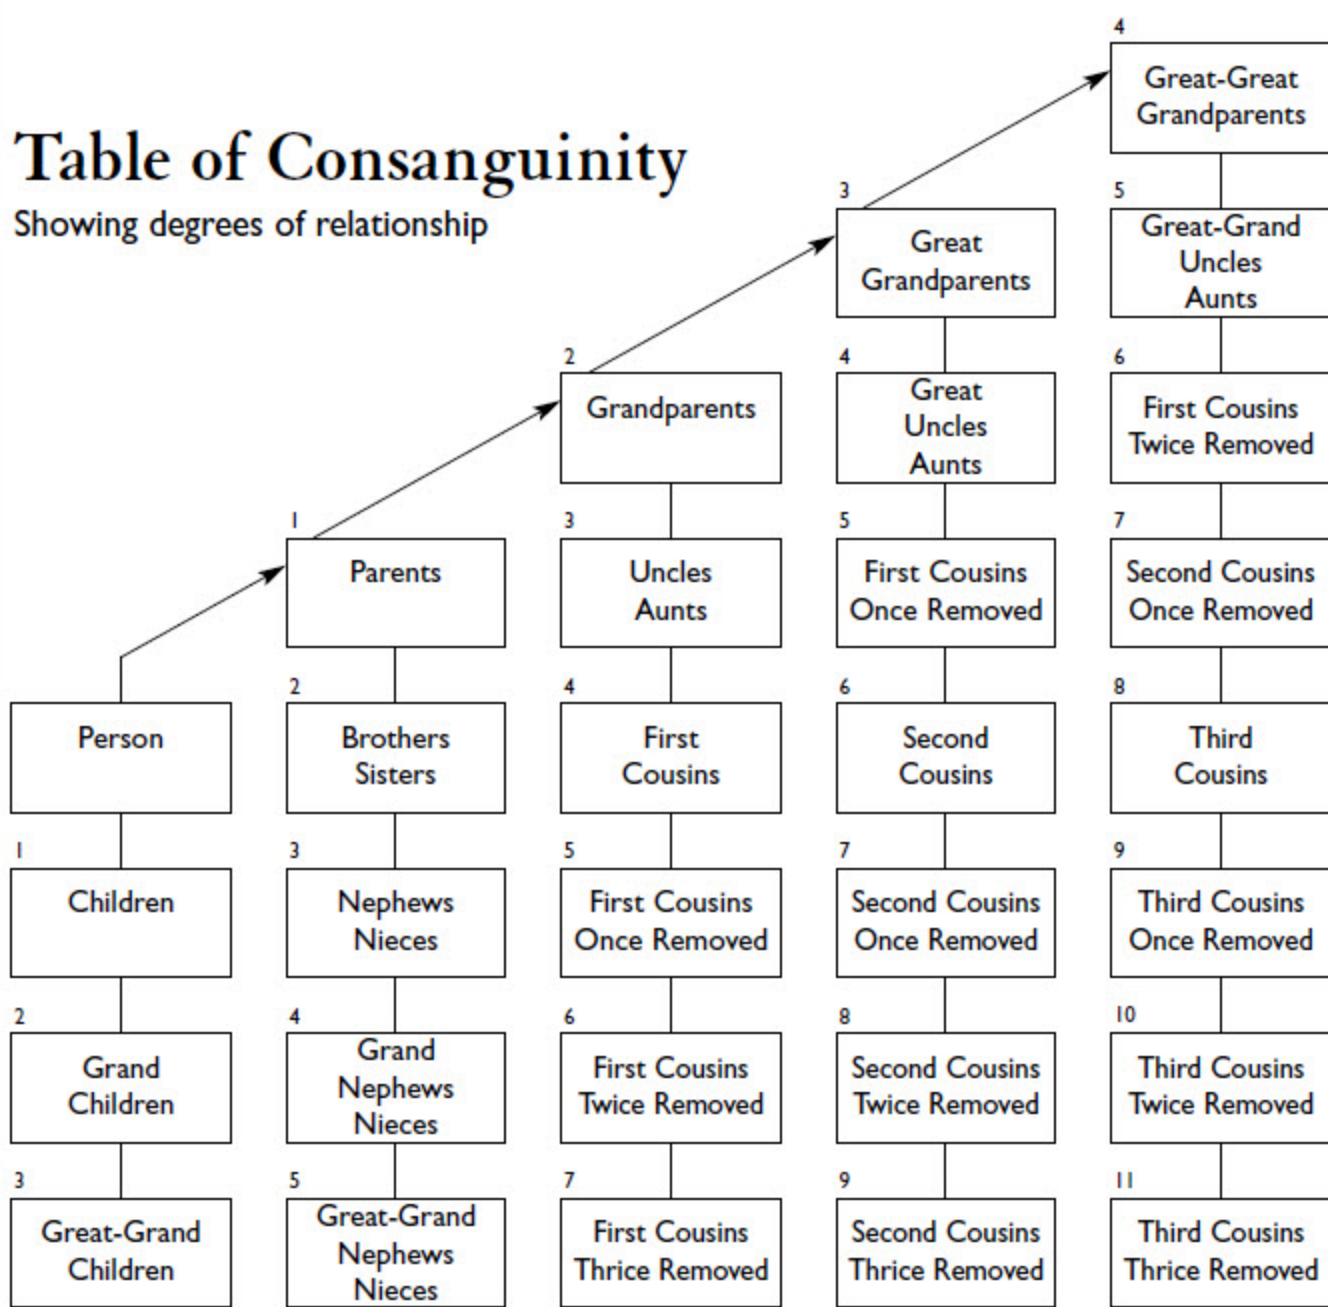 Table of Consanguinity
Showing degrees of relationship
4
Great-Great
Grandparents
3
Great
Grandparents
5
Great-Grand
Uncles
Aunts
2
Grandparents
4
Great
Uncles
Aunts
6
First Cousins
Twice Removed
1
Parents
3
Uncles
Aunts
5
First Cousins
Once Removed
7
Second Cousins
Once Removed
Person
2
Brothers
Sisters
4
First
Cousins
6
Second
Cousins
8
Third
Cousins
1
Children
3
Nephews
Nieces
5
First Cousins
Once Removed
7
Second Cousins
Once Removed
9
Third Cousins
Once Removed
2
Grand
Children
4
Grand
Nephews
Nieces
6
First Cousins
Twice Removed
8
Second Cousins
Twice Removed
10
Third Cousins
Twice Removed
3
Great-Grand
Children
5
Great-Grand
Nephews
Nieces
7
First Cousins
Thrice Removed
9
Second Cousins
Thrice Removed
11
Third Cousins
Thrice Removed